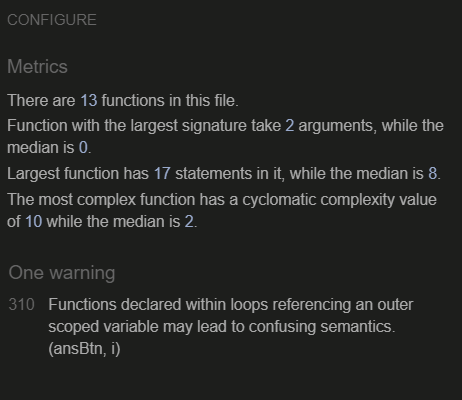 CONFIGURE
Metrics
There are 13 functions in this file.
Function with the largest signature take 2 arguments, while the
median is 0.
Largest function has 17 statements in it, while the median is 8.
The most complex function has a cyclomatic complexity value
of 10 while the median is 2.
One warning
310 Functions declared within loops referencing an outer
scoped variable may lead to confusing semantics.
(ansBtn, i)